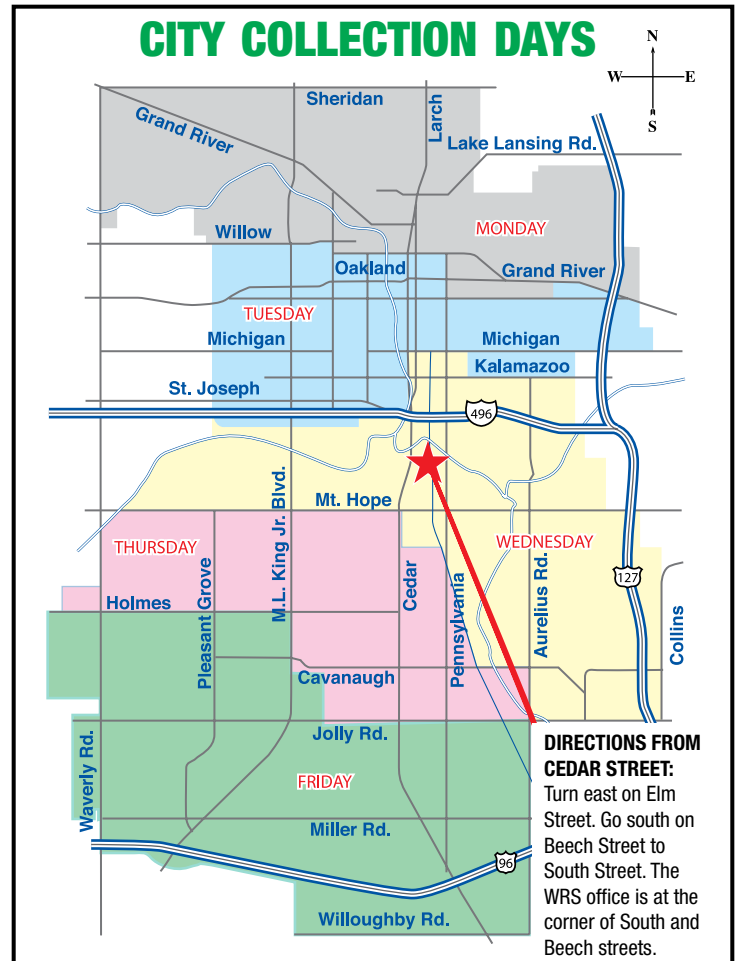 CITY COLLECTION DAYS
N
W E
S
Sheridan
Larch
Grand River
Lake Lansing Rd.
MONDAY
Willow
Oakland
Grand River
TUESDAY
Michigan
Michigan
Kalamazoo
St. Joseph
496
Mt. Hope
M.L. King Jr. Blvd.
THURSDAY
WEDNESDAY
127
Holmes
Pleasant Grove
Cedar
Pennsylvania
Aurelius Rd.
Collins
Cavanaugh
Jolly Rd.
Waverly Rd.
FRIDAY
Miller Rd.
96
Willoughby Rd.
DIRECTIONS FROM
CEDAR STREET:
Turn east on Elm
Street. Go south on
Beech Street to
South Street. The
WRS office is at the
corner of South and
Beech streets.